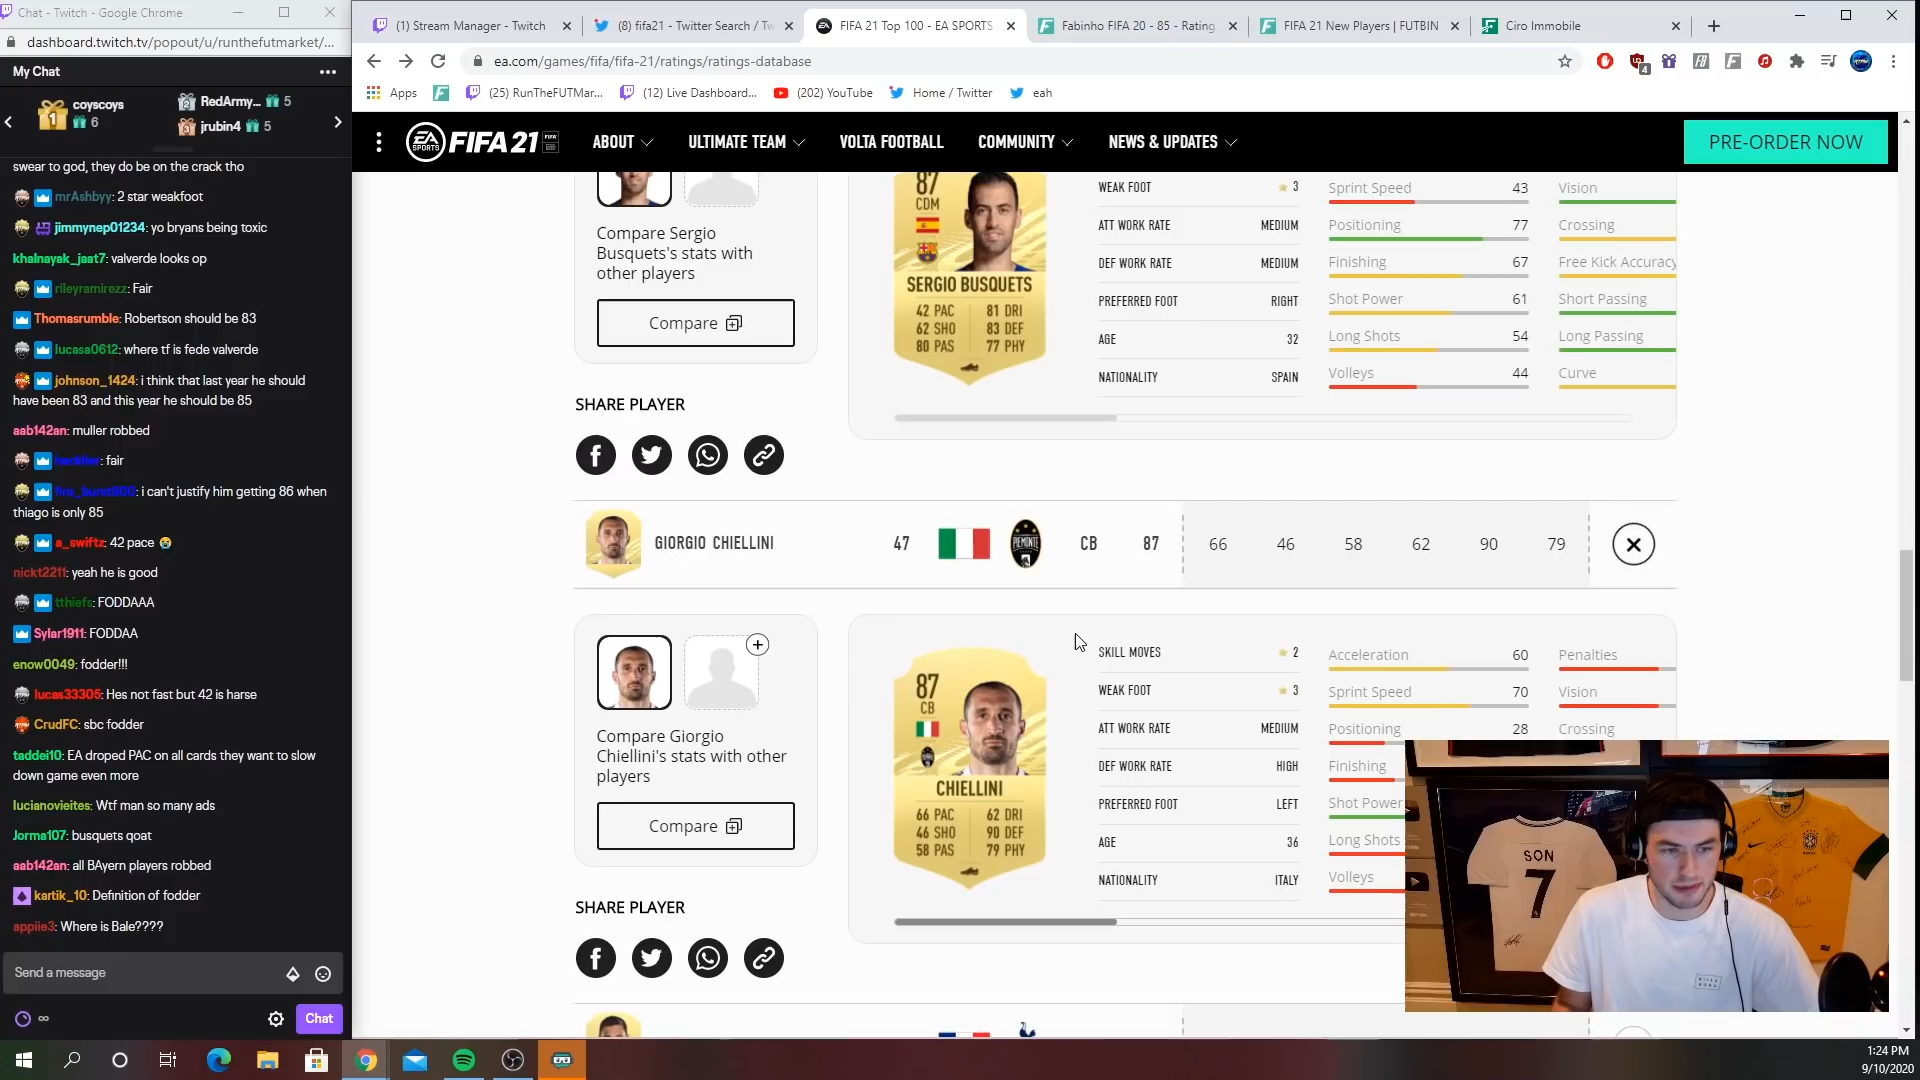 Chat - Twitch - Google Chrome
dashboard.twitch.tv/popout/u/runthefutmarket/...
My Chat
1 coyscoys 6
2 RedArmy... 5
3 jrubin4 5
swear to god, they do be on the crack tho
mrAshbyy: 2 star weakfoot
jimmynep01234: yo bryans being toxic
khalnayak_jaat7: valverde looks op
rileyramirezz: Fair
Thomasrumble: Robertson should be 83
lucasa0612: where tf is fede valverde
johnson_1424: i think that last year he should
have been 83 and this year he should be 85
aab142an: muller robbed
: fair
: i can't justify him getting 86 when
thiago is only 85
a_swiftz: 42 pace 😭
nickt2211: yeah he is good
tthiefs: FODDAAA
Sylar1911: FODDAA
enow0049: fodder!!!
lucas33306: Hes not fast but 42 is harse
CrudFC: sbc fodder
taddei10: EA droped PAC on all cards they want to slow
down game even more
lucianovieites: Wtf man so many ads
Jorma107: busquets qoat
aab142an: all BAyern players robbed
kartik_10: Defnition of fodder
appiie3: Where is Bale????
Send a message
∞
Chat
(1) Stream Manager - Twitch
(8) fifa21 - Twitter Search / Tw
FIFA 21 Top 100 - EA SPORTS
Fabinho FIFA 20 - 85 - Rating
FIFA 21 New Players | FUTBIN
Ciro Immobile
ea.com/games/fifa/fifa-21/ratings/ratings-database
4
Apps
(25) RunTheFUTMar...
(12) Live Dashboard...
(202) YouTube
Home / Twitter
eah
EA SPORTS FIFA 21
ABOUT
ULTIMATE TEAM
VOLTA FOOTBALL
COMMUNITY
NEWS & UPDATES
PRE-ORDER NOW
Compare Sergio
Busquets's stats with
other players
Compare
87
CDM
SERGIO BUSQUETS
42 PAC 81 DRI
62 SHO 83 DEF
80 PAS 77 PHY
WEAK FOOT 3
ATT WORK RATE MEDIUM
DEF WORK RATE MEDIUM
PREFERRED FOOT RIGHT
AGE 32
NATIONALITY SPAIN
Sprint Speed 43
Positioning 77
Finishing 67
Shot Power 61
Long Shots 54
Volleys 44
Vision
Crossing
Free Kick Accuracy
Short Passing
Long Passing
Curve
SHARE PLAYER
GIORGIO CHIELLINI 47 PIEMONTE CB 87 66 46 58 62 90 79
Compare Giorgio
Chiellini's stats with other
players
Compare
87
CB
CHIELLINI
66 PAC 62 DRI
46 SHO 90 DEF
58 PAS 79 PHY
SKILL MOVES 2
WEAK FOOT 3
ATT WORK RATE MEDIUM
DEF WORK RATE HIGH
PREFERRED FOOT LEFT
AGE 36
NATIONALITY ITALY
Acceleration 60
Sprint Speed 70
Positioning 28
Finishing
Shot Power
Long Shots
Volleys
Penalties
Vision
Crossing
SHARE PLAYER
SON
7
1:24 PM
9/10/2020